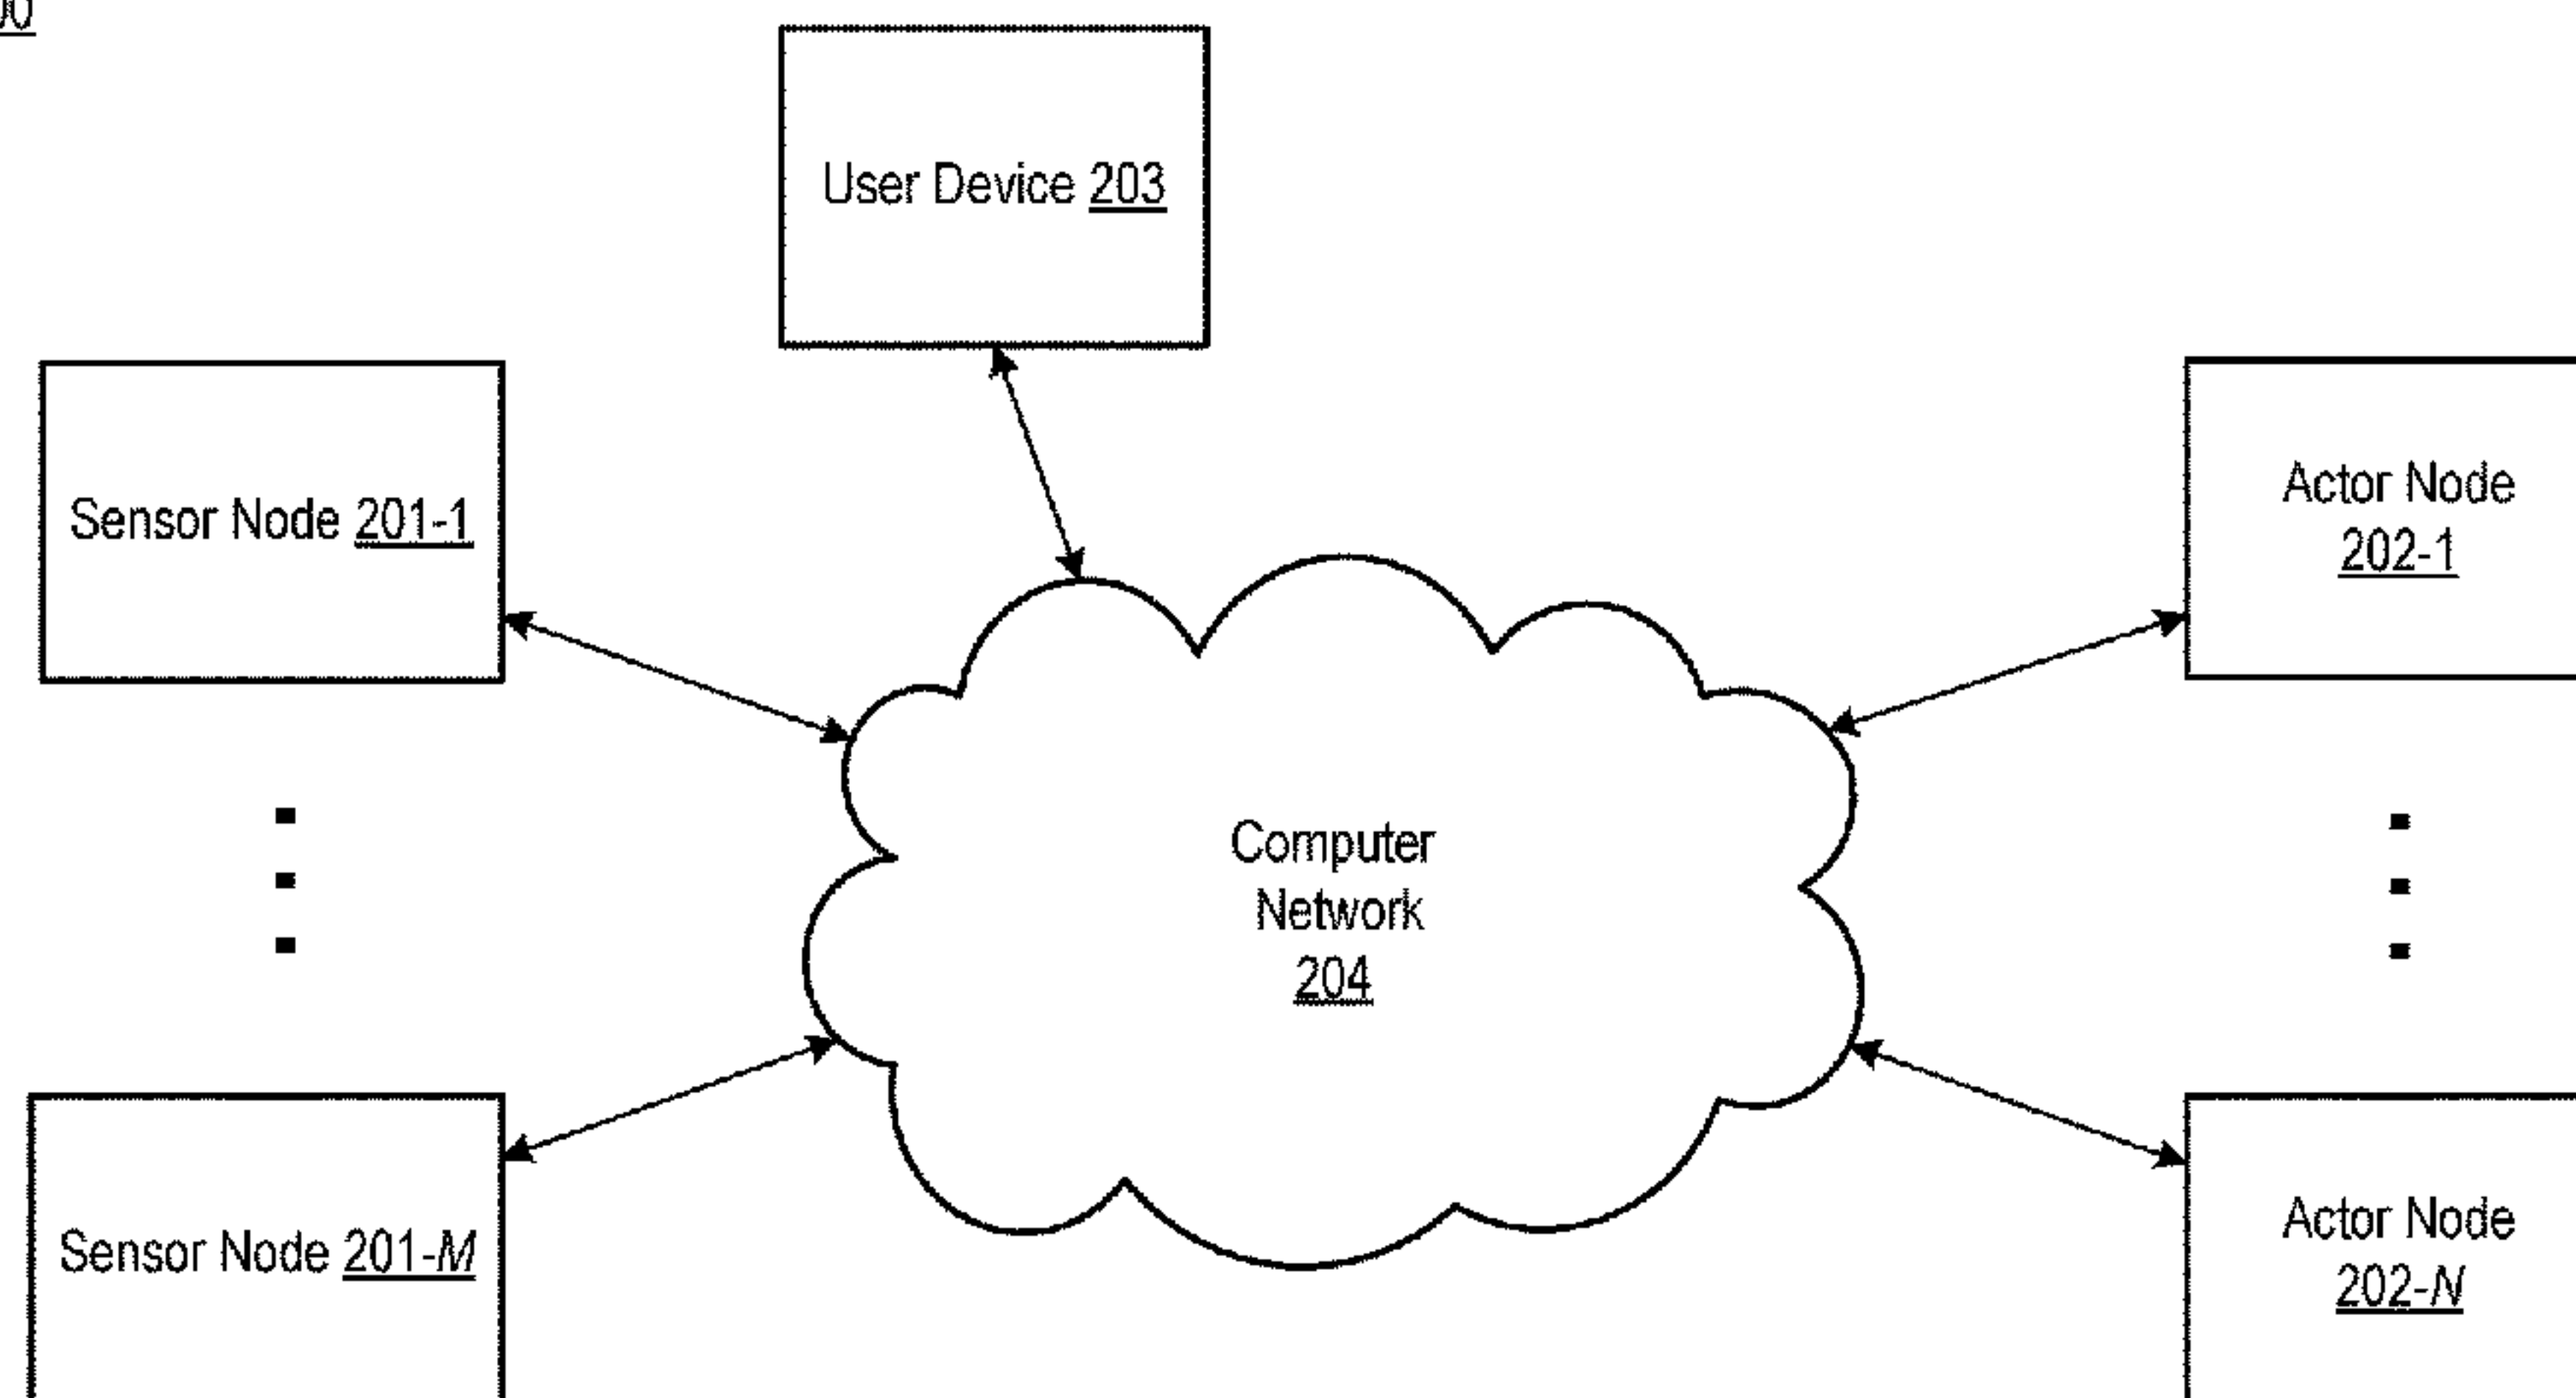 User Device 203
Sensor Node 201-1
Actor Node
202-1
Computer
Network
204
Sensor Node 201-M
Actor Node
202-N